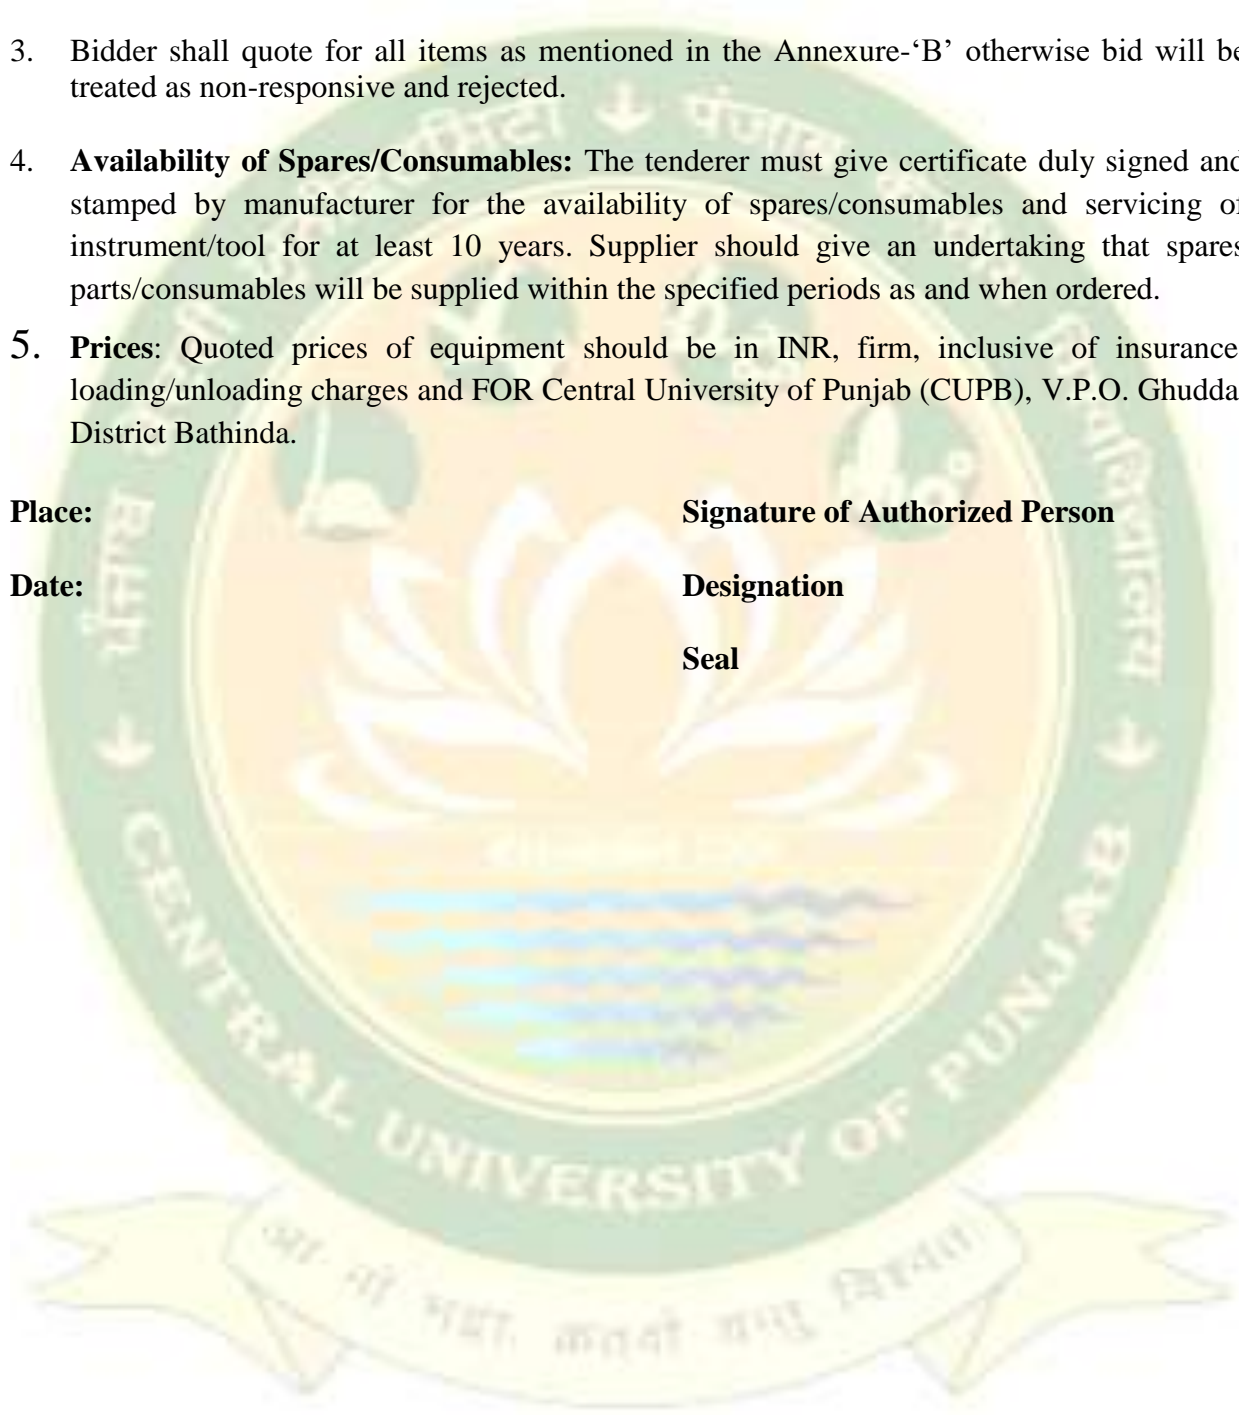 3. Bidder shall quote for all items as mentioned in the Annexure-‘B’ otherwise bid will be
treated as non-responsive and rejected.
4. Availability of Spares/Consumables: The tenderer must give certificate duly signed and
stamped by manufacturer for the availability of spares/consumables and servicing of
instrument/tool for at least 10 years. Supplier should give an undertaking that spares
parts/consumables will be supplied within the specified periods as and when ordered.
5. Prices: Quoted prices of equipment should be in INR, firm, inclusive of insurance
loading/unloading charges and FOR Central University of Punjab (CUPB), V.P.O. Ghudda
District Bathinda.
Place: Signature of Authorized Person
Date: Designation
Seal
CENTRAL UNIVERSITY OF PUNJAB